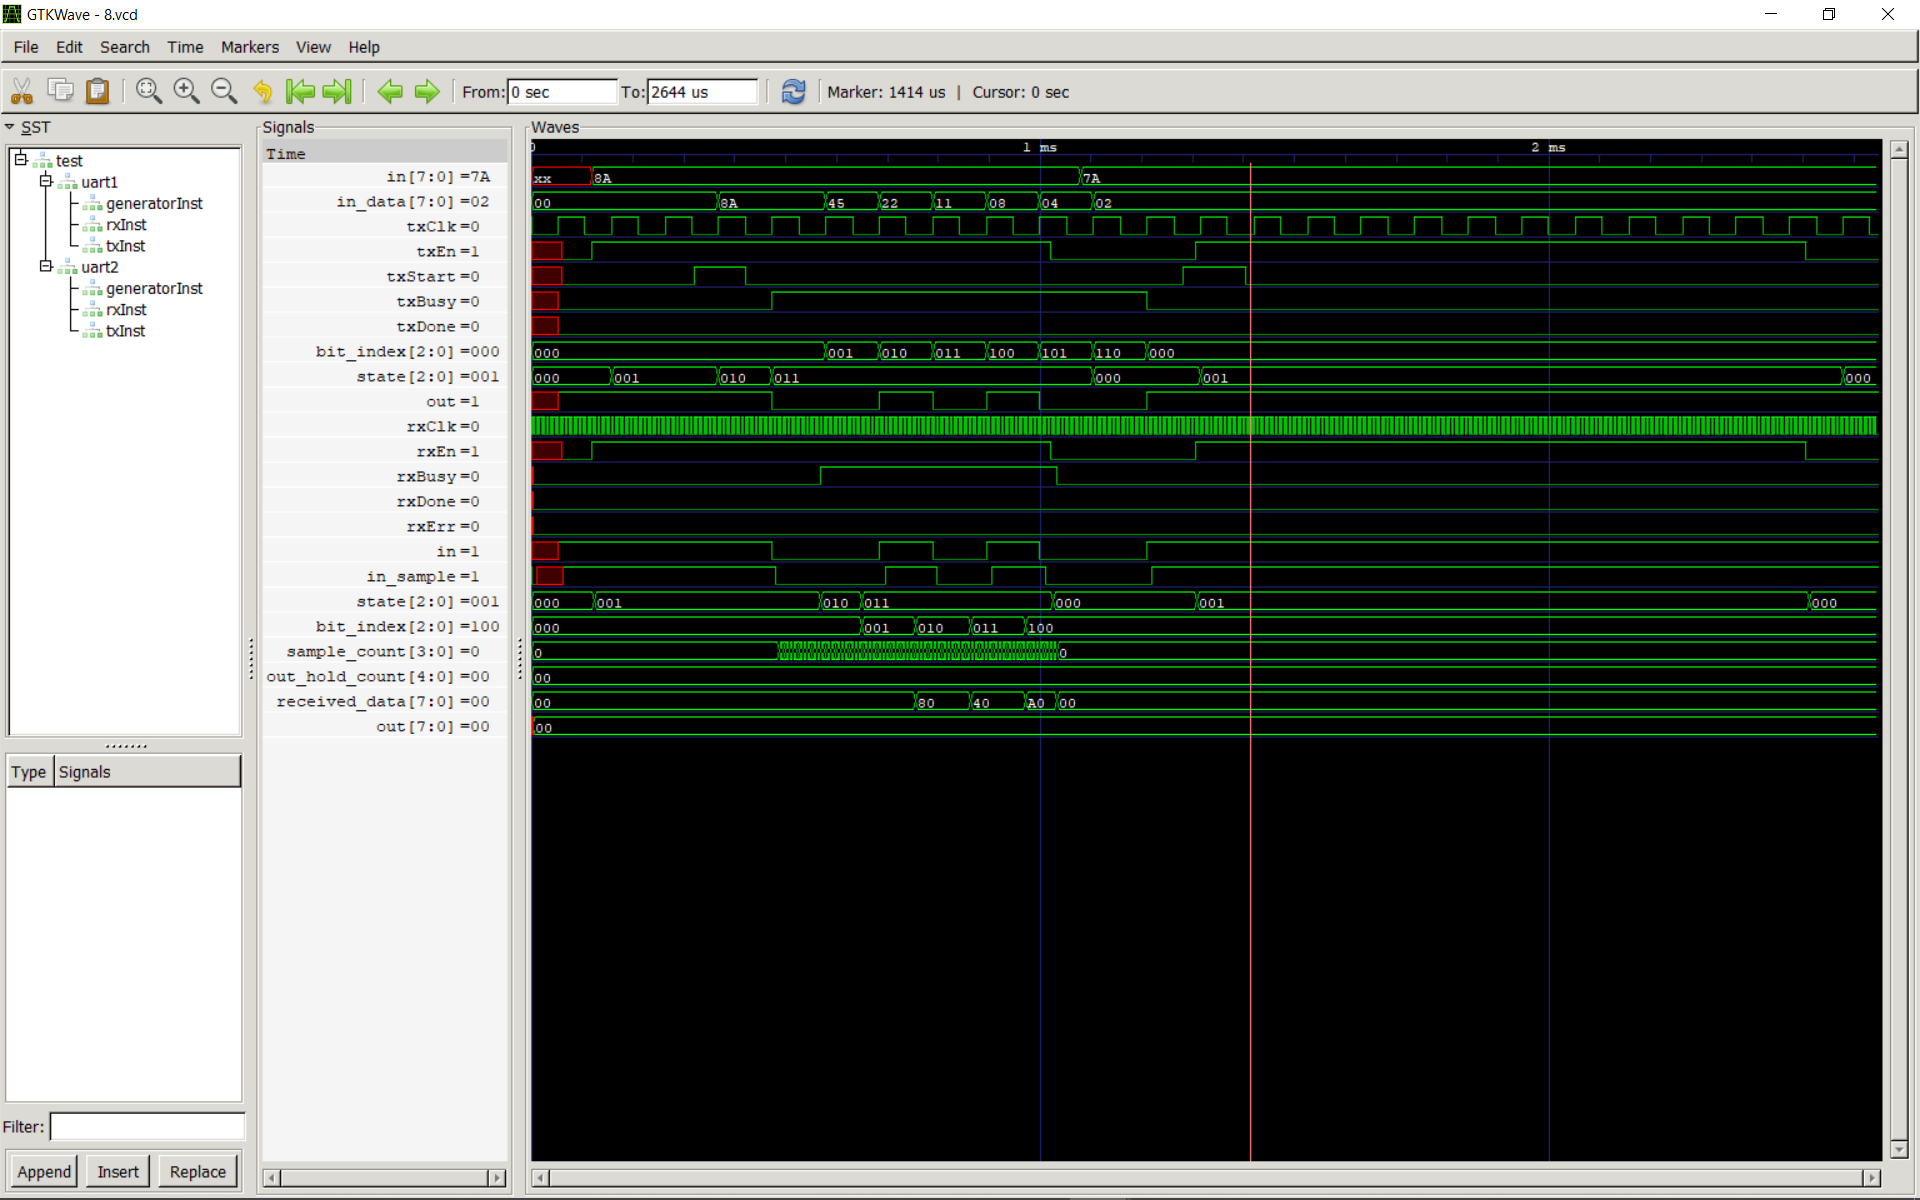 GTKWave - 8.vcd
File Edit Search Time Markers View Help
From: 0 sec To: 2644 us Marker: 1414 us | Cursor: 0 sec
SST
test
uart1
generatorInst
rxInst
txInst
uart2
generatorInst
rxInst
txInst
Type Signals
Filter:
Append Insert Replace
Signals
Time
in[7:0] =7A
in_data[7:0] =02
txClk=0
txEn=1
txStart=0
txBusy=0
txDone=0
bit_index[2:0] =000
state[2:0] =001
out=1
rxClk=0
rxEn=1
rxBusy=0
rxDone=0
rxErr=0
in=1
in_sample=1
state[2:0] =001
bit_index[2:0] =100
sample_count[3:0] =0
out_hold_count[4:0] =00
received_data[7:0] =00
out[7:0] =00
Waves
0 1 ms 2 ms
xx 8A 7A
00 8A 45 22 11 08 04 02
000 001 010 011 100 101 110 000
000 001 010 011 000 001 000
000 001 010 011 000 001 000
000 001 010 011 100
0 0
00
00 80 40 A0 00
00